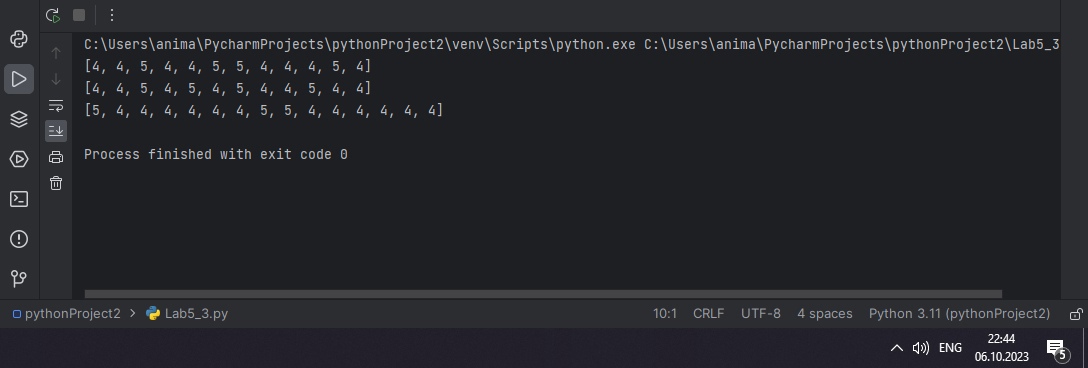 C:\Users\anima\PycharmProjects\pythonProject2\venv\Scripts\python.exe C:\Users\anima\PycharmProjects\pythonProject2\Lab5_3
[4, 4, 5, 4, 4, 5, 5, 4, 4, 4, 5, 4]
[4, 4, 5, 4, 5, 4, 5, 4, 4, 5, 4, 4]
[5, 4, 4, 4, 4, 4, 4, 5, 5, 4, 4, 4, 4, 4, 4]
Process finished with exit code 0
pythonProject2 > Lab5_3.py 10:1 CRLF UTF-8 4 spaces Python 3.11 (pythonProject2)
ENG 22:44
06.10.2023
5